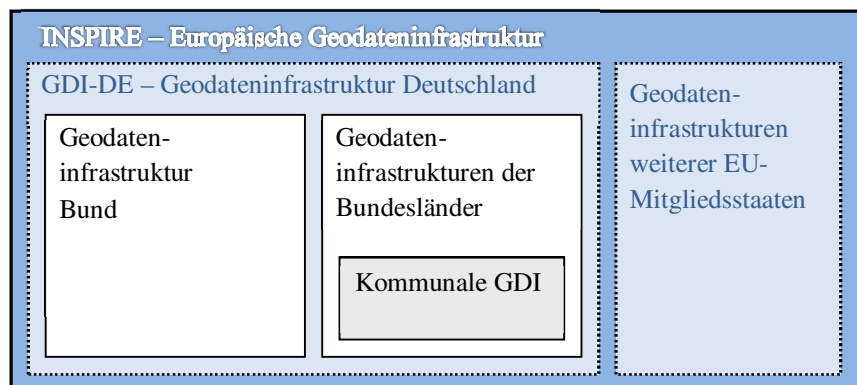 INSPIRE – Europäische Geodateninfrastruktur
GDI-DE – Geodateninfrastruktur Deutschland
Geodaten-
infrastruktur
Bund
Geodaten-
infrastrukturen der
Bundesländer
Kommunale GDI
Geodaten-
infrastrukturen
weiterer EU-
Mitgliedsstaaten